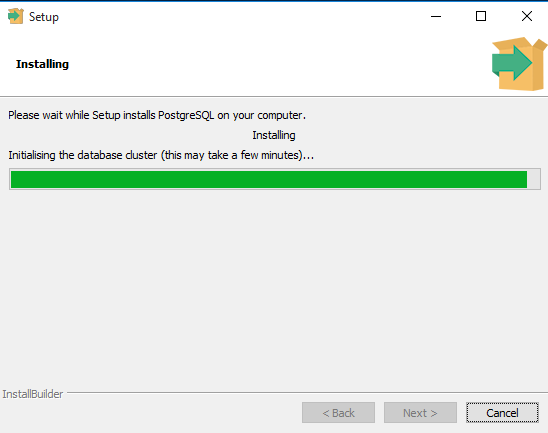 Setup
Installing
Please wait while Setup installs PostgreSQL on your computer.
Installing
Initialising the database cluster (this may take a few minutes)...
InstallBuilder
< Back
Next >
Cancel